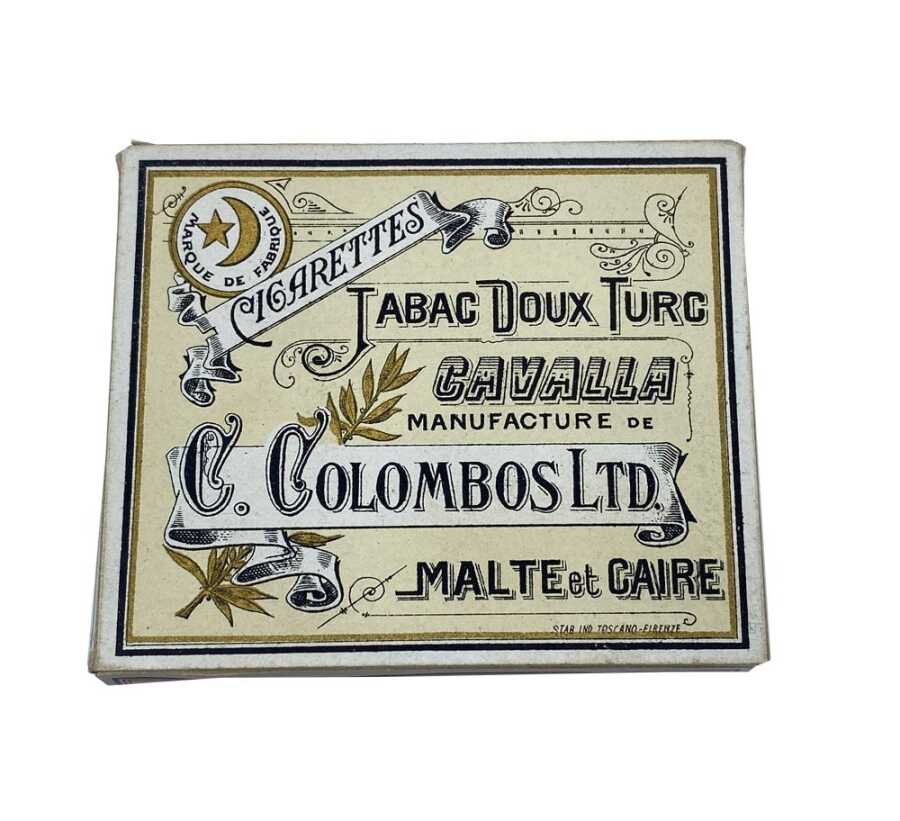 MARQUE DE FABRIQUE
CIGARETTES
TABAC DOUX TURC
CAVALLA
MANUFACTURE DE
C. COLOMBOS LTD.
MALTE et CAIRE
STAB. IND. TOSCANO-FIRENZE